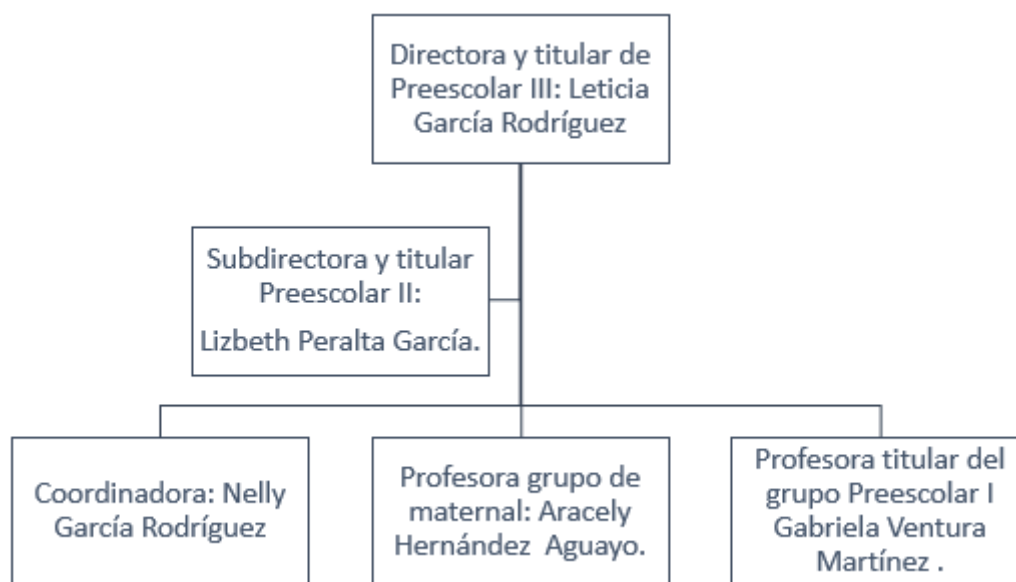 Directora y titular de
Preescolar III: Leticia
García Rodríguez
Subdirectora y titular
Preescolar II:
Lizbeth Peralta García.
Coordinadora: Nelly
García Rodríguez
Profesora grupo de
maternal: Aracely
Hernández  Aguayo.
Profesora titular del
grupo Preescolar I
Gabriela Ventura
Martínez .